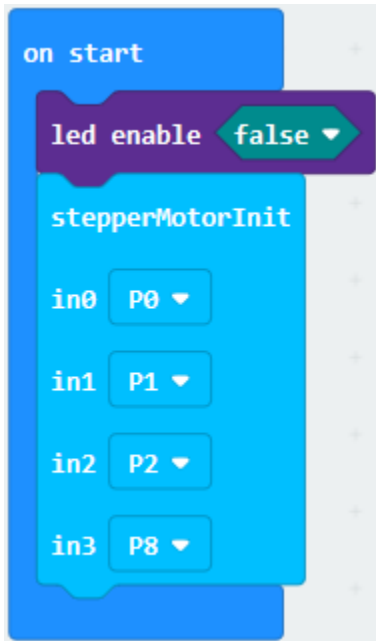 on start
led enable false
stepperMotorInit
in0 P0
in1 P1
in2 P2
in3 P8